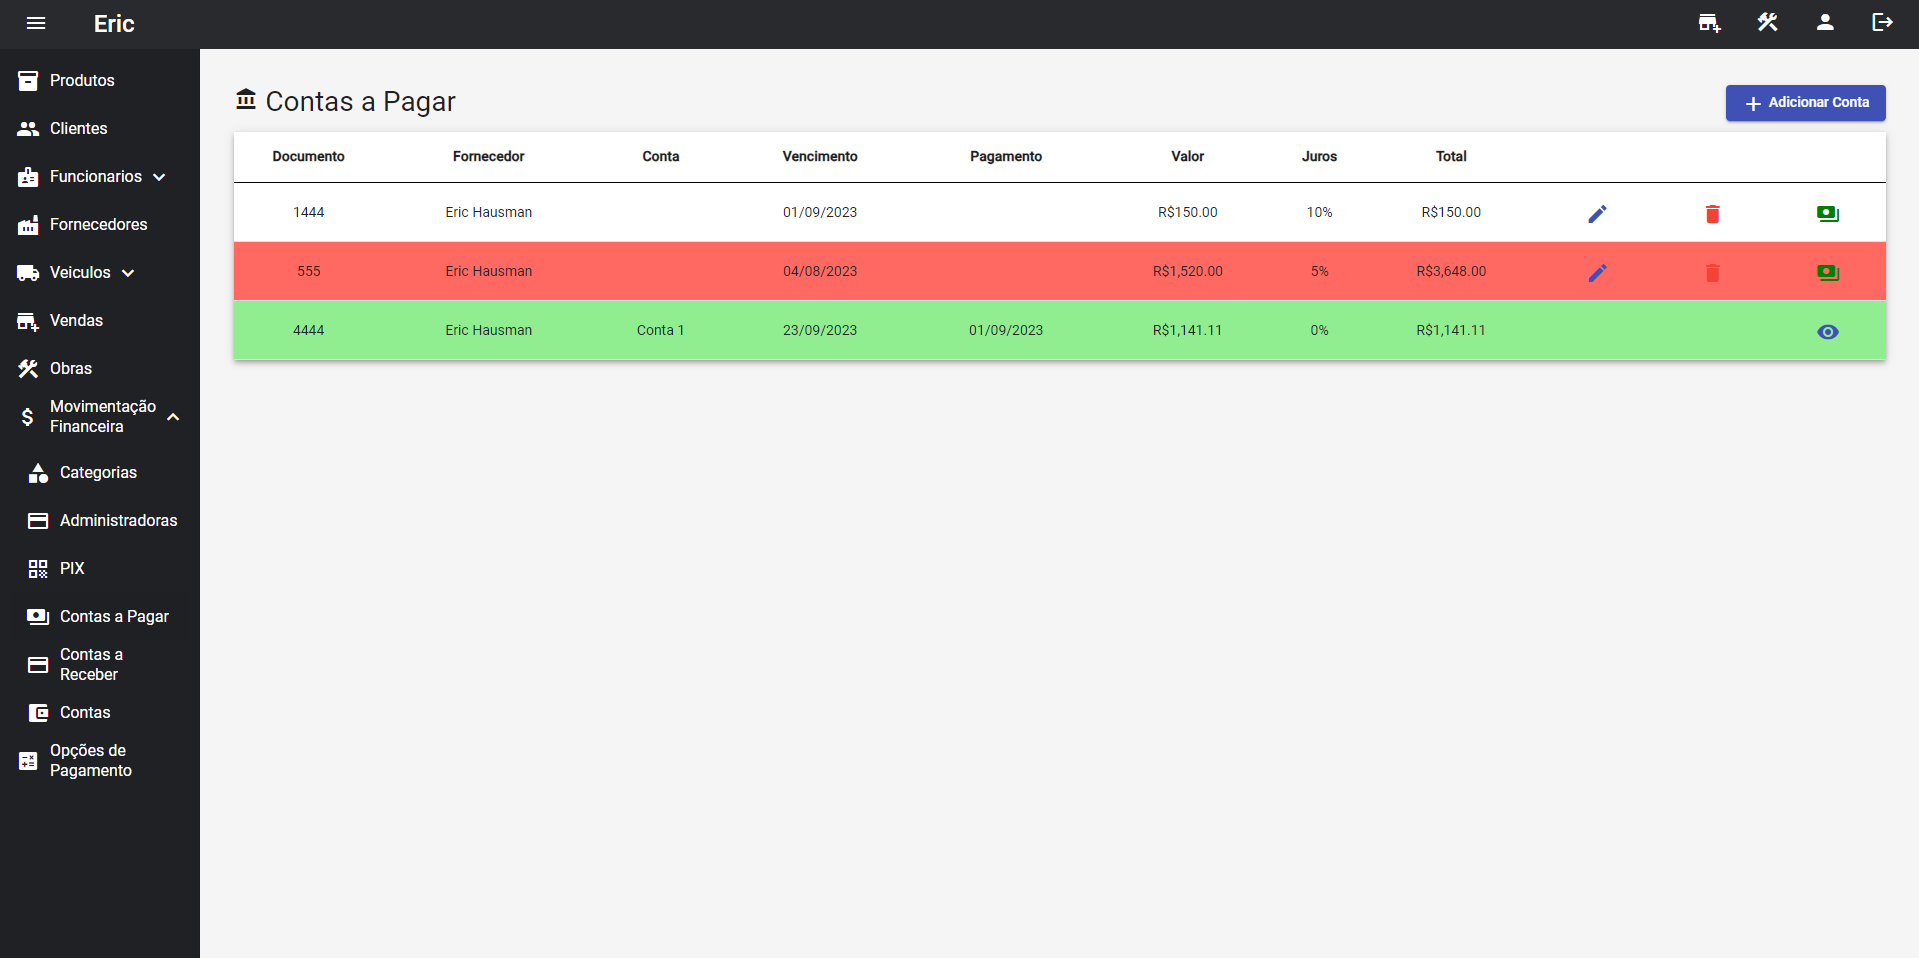 Eric
Produtos
Clientes
Funcionarios
Fornecedores
Veiculos
Vendas
Obras
Movimentação
Financeira
Categorias
Administradoras
PIX
Contas a Pagar
Contas a
Receber
Contas
Opções de
Pagamento
Contas a Pagar
Adicionar Conta
Documento Fornecedor Conta Vencimento Pagamento Valor Juros Total
1444 Eric Hausman 01/09/2023 R$150.00 10% R$150.00
555 Eric Hausman 04/08/2023 R$1,520.00 5% R$3,648.00
4444 Eric Hausman Conta 1 23/09/2023 01/09/2023 R$1,141.11 0% R$1,141.11